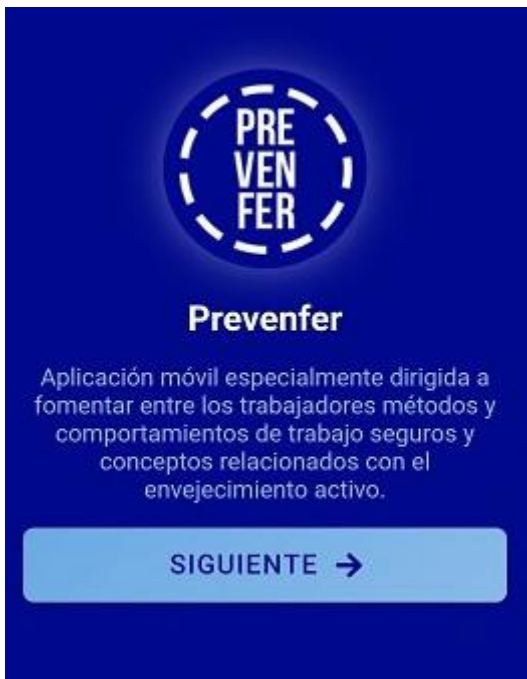 PRE
VEN
FER
Prevenfer
Aplicación móvil especialmente dirigida a
fomentar entre los trabajadores métodos y
comportamientos de trabajo seguros y
conceptos relacionados con el
envejecimiento activo.
SIGUIENTE →